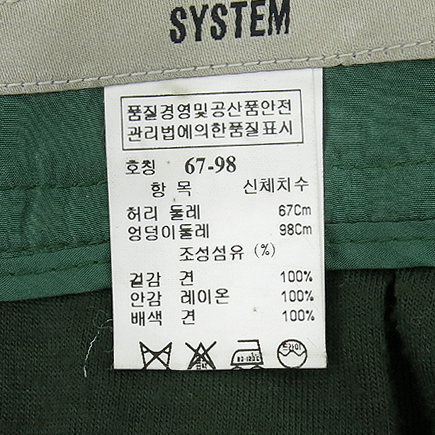 SYSTEM
품질경영및공산품안전
관리법에의한품질표시
호칭 67-98
항 목 신체치수
허리 둘레 67Cm
엉덩이둘레 98Cm
조성섬유 (%)
겉감 견 100%
안감 레이온 100%
배색 견 100%
드라이